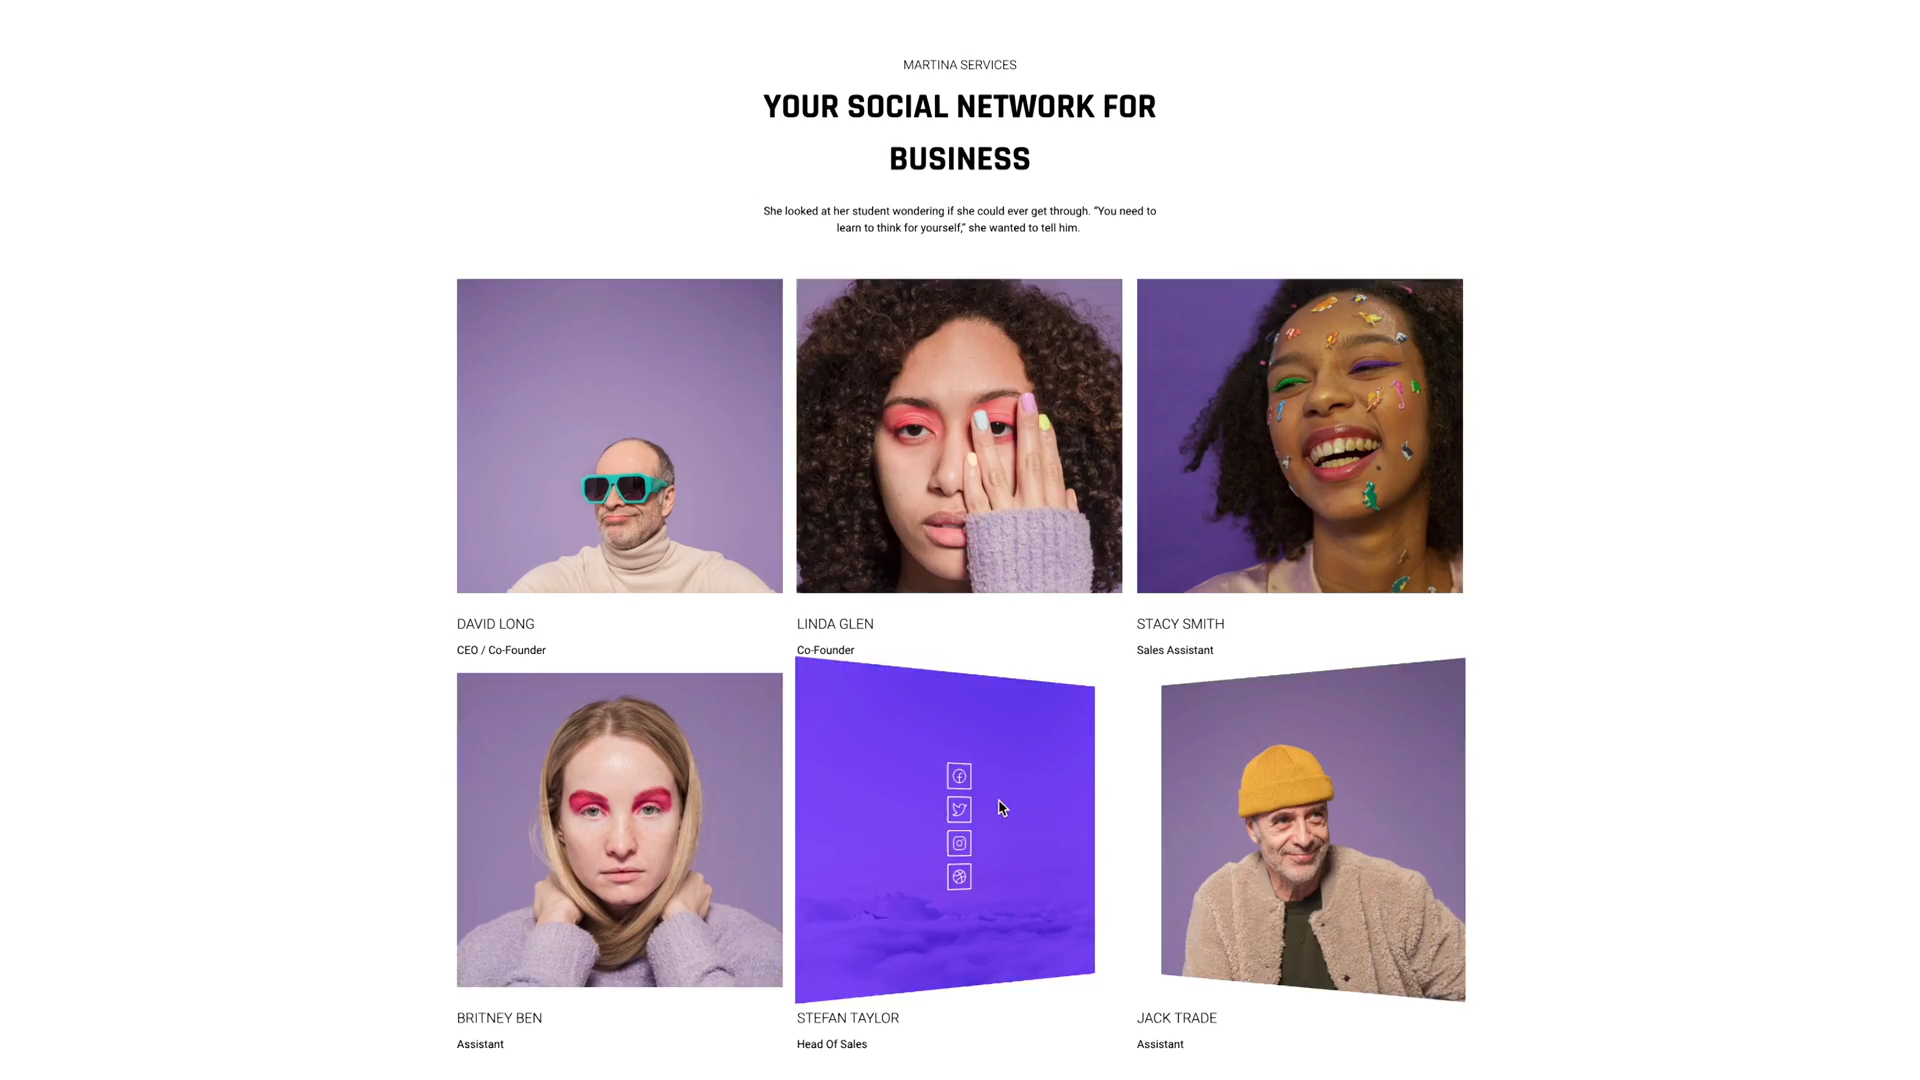 MARTINA SERVICES
YOUR SOCIAL NETWORK FOR
BUSINESS
She looked at her student wondering if she could ever get through. “You need to
learn to think for yourself,” she wanted to tell him.
DAVID LONG
CEO / Co-Founder
LINDA GLEN
Co-Founder
STACY SMITH
Sales Assistant
BRITNEY BEN
Assistant
STEFAN TAYLOR
Head Of Sales
JACK TRADE
Assistant